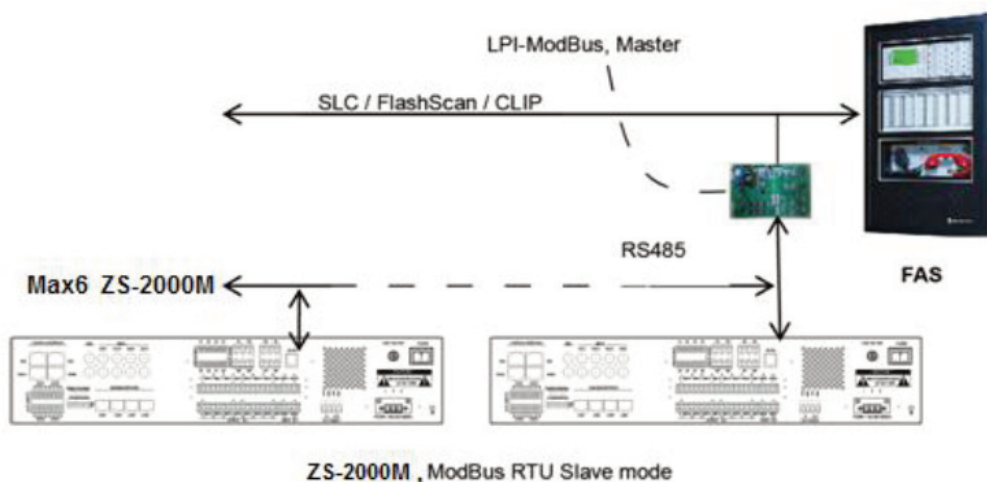 LPI-ModBus, Master
SLC / FlashScan / CLIP
RS485
FAS
Max6 ZS-2000M
ZS-2000M , ModBus RTU Slave mode